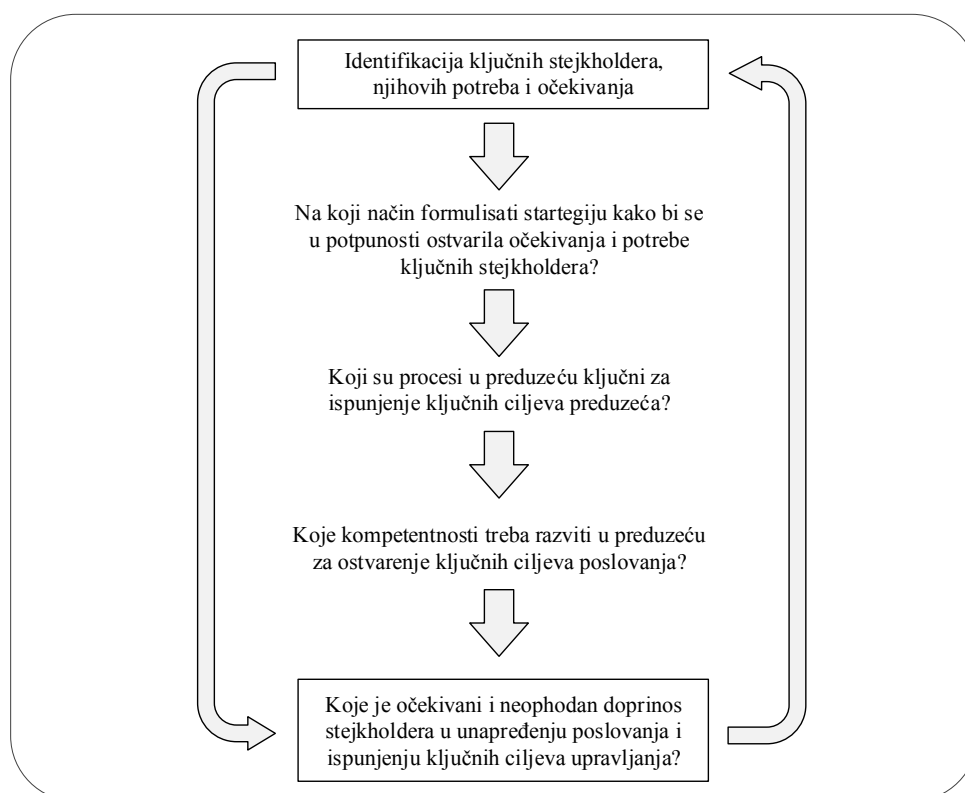 Identifikacija ključnih stejkholdera,
njihovih potreba i očekivanja
Na koji način formulisati startegiju kako bi se
u potpunosti ostvarila očekivanja i potrebe
ključnih stejkholdera?
Koji su procesi u preduzeću ključni za
ispunjenje ključnih ciljeva preduzeća?
Koje kompetentnosti treba razviti u preduzeću
za ostvarenje ključnih ciljeva poslovanja?
Koje je očekivani i neophodan doprinos
stejkholdera u unapređenju poslovanja i
ispunjenju ključnih ciljeva upravljanja?